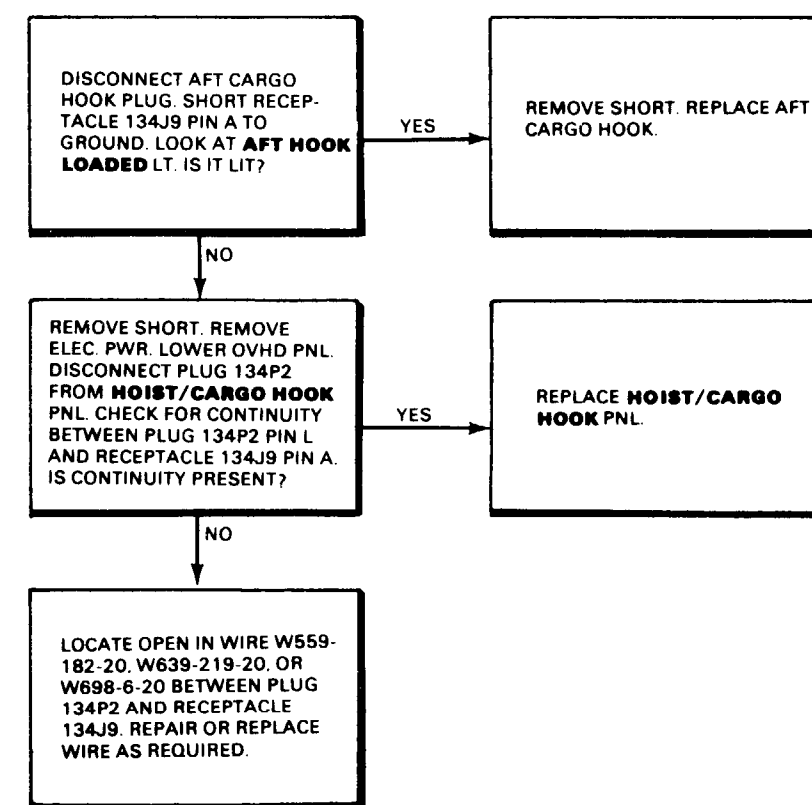 DISCONNECT AFT CARGO
HOOK PLUG. SHORT RECEP-
TACLE 134J9 PIN A TO
GROUND. LOOK AT AFT HOOK
LOADED LT. IS IT LIT?
YES
REMOVE SHORT. REPLACE AFT
CARGO HOOK.
NO
REMOVE SHORT. REMOVE
ELEC. PWR. LOWER OVHD PNL.
DISCONNECT PLUG 134P2
FROM HOIST/CARGO HOOK
PNL. CHECK FOR CONTINUITY
BETWEEN PLUG 134P2 PIN L
AND RECEPTACLE 134J9 PIN A.
IS CONTINUITY PRESENT?
YES
REPLACE HOIST/CARGO
HOOK PNL.
NO
LOCATE OPEN IN WIRE W559-
182-20, W639-219-20, OR
W698-6-20 BETWEEN PLUG
134P2 AND RECEPTACLE
134J9. REPAIR OR REPLACE
WIRE AS REQUIRED.